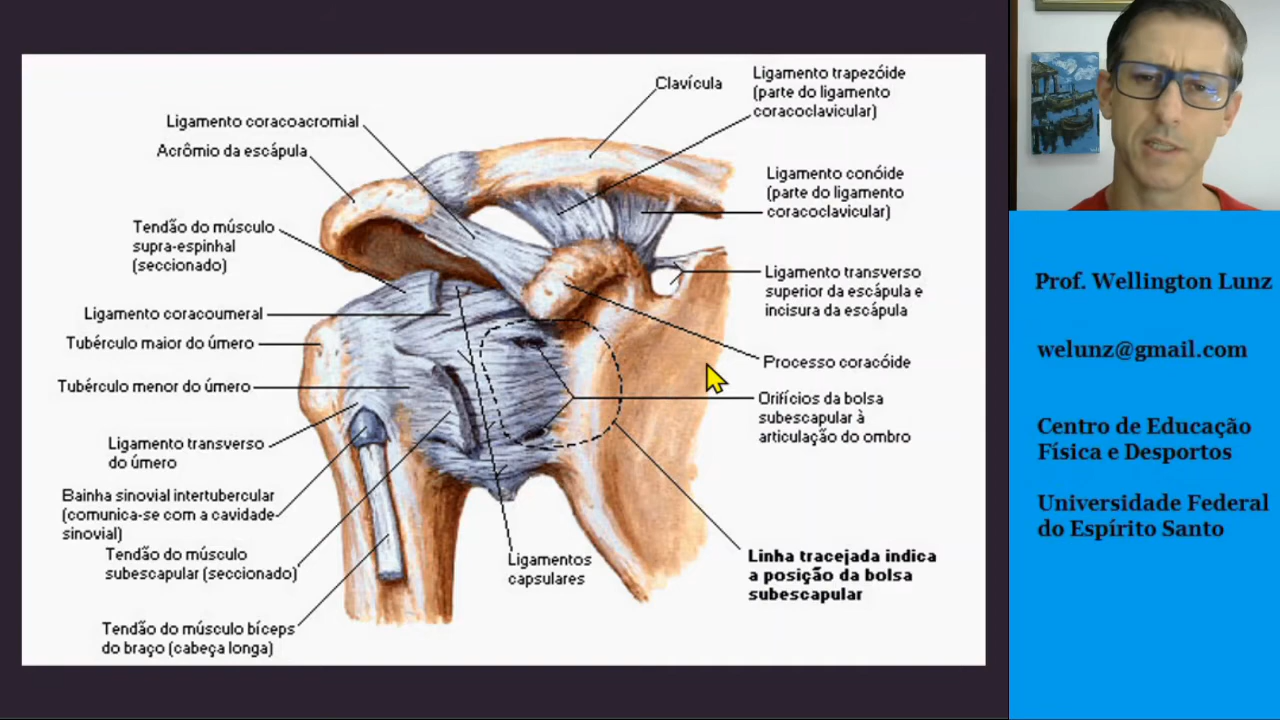 Clavícula
Ligamento trapezóide
(parte do ligamento
coracoclavicular)
Ligamento coracoacromial
Acrômio da escápula
Ligamento conóide
(parte do ligamento
coracoclavicular)
Tendão do músculo
supra-espinhal
(seccionado)
Ligamento transverso
superior da escápula e
incisura da escápula
Ligamento coracoumeral
Tubérculo maior do úmero
Processo coracóide
Tubérculo menor do úmero
Orifícios da bolsa
subescapular à
articulação do ombro
Ligamento transverso
do úmero
Bainha sinovial intertubercular
(comunica-se com a cavidade
sinovial)
Tendão do músculo
subescapular (seccionado)
Ligamentos
capsulares
Linha tracejada indica
a posição da bolsa
subescapular
Tendão do músculo bíceps
do braço (cabeça longa)
Prof. Wellington Lunz
welunz@gmail.com
Centro de Educação
Física e Desportos
Universidade Federal
do Espírito Santo